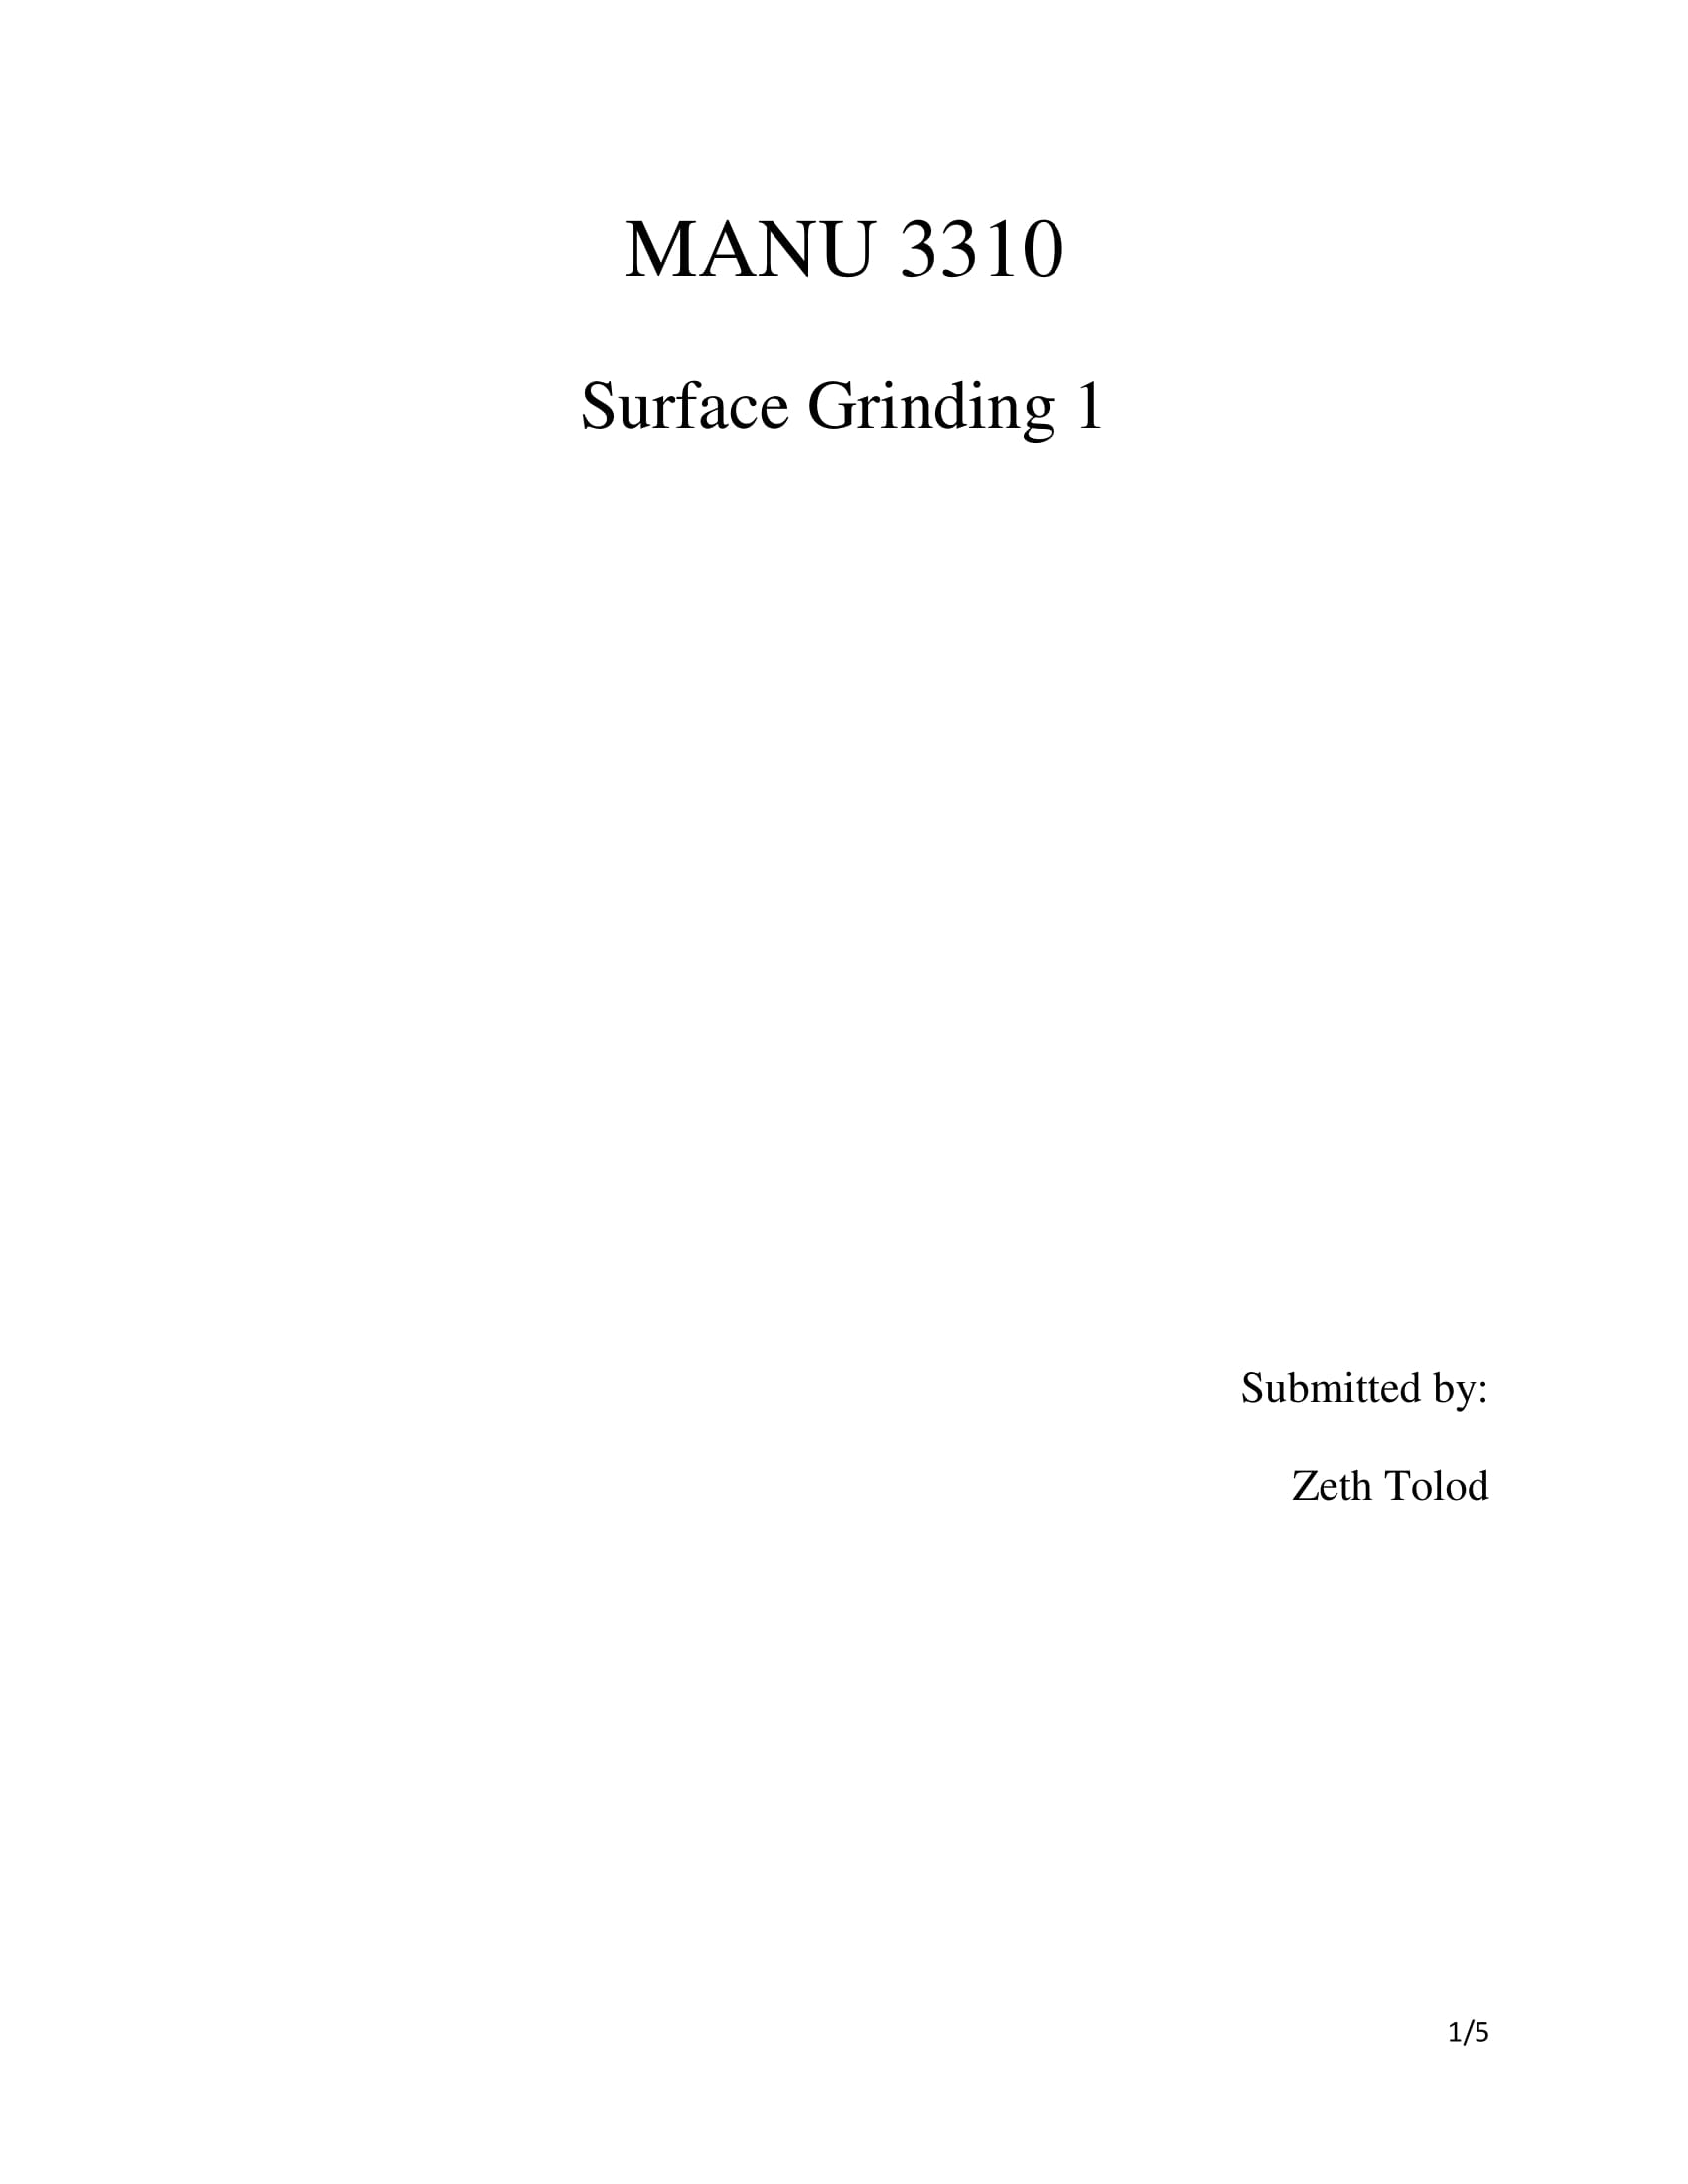 MANU 3310
Surface Grinding 1
Submitted by:
Zeth Tolod
1/5